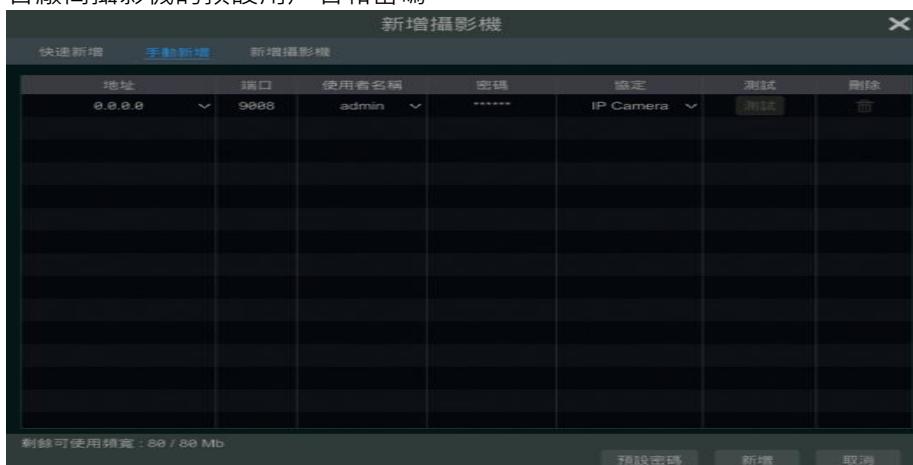 新增攝影機
快速新增 手動新增 新增攝影機
地址 端口 使用者名稱 密碼 協定 測試 刪除
0.0.0.0 9008 admin ****** IP Camera 測試
剩餘可使用頻寬 : 80 / 80 Mb
預設密碼 新增 取消